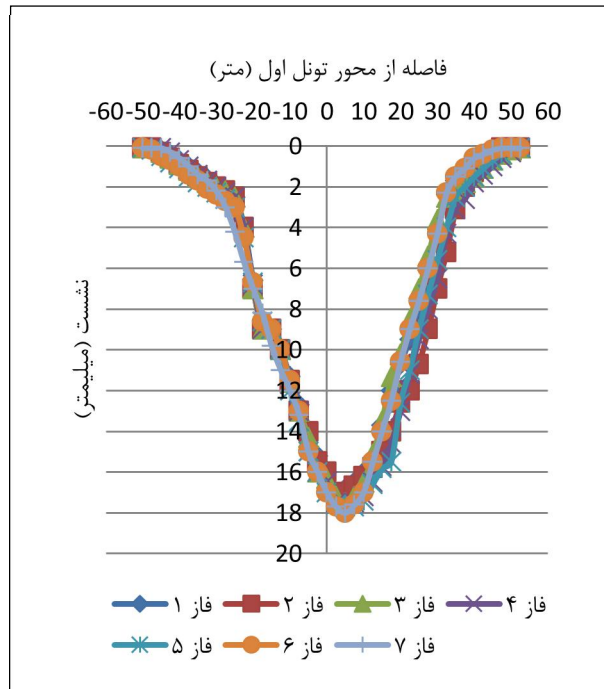 فاصله از محور تونل اول (متر)
-60 -50 -40 -30 -20 -10 0 10 20 30 40 50 60
نشست (میلیمتر)
0
2
4
6
8
10
12
14
16
18
20
فاز ۱ فاز ۲ فاز ۳ فاز ۴
فاز ۵ فاز ۶ فاز ۷